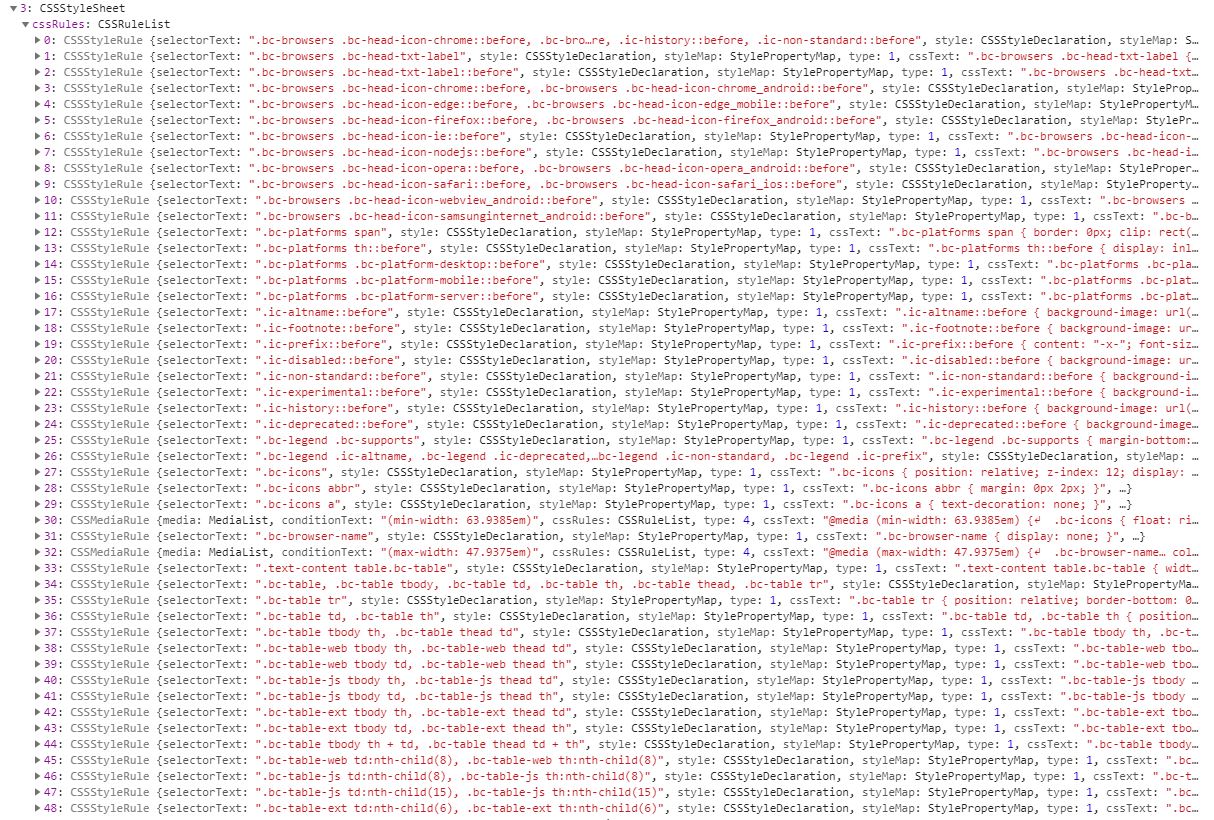 ▼3: CSSStyleSheet
▼cssRules: CSSRuleList
▶0: CSSStyleRule {selectorText: ".bc-browsers .bc-head-icon-chrome::before, .bc-bro…re, .ic-history::before, .ic-non-standard::before", style: CSSStyleDeclaration, styleMap: S…
▶1: CSSStyleRule {selectorText: ".bc-browsers .bc-head-txt-label", style: CSSStyleDeclaration, styleMap: StylePropertyMap, type: 1, cssText: ".bc-browsers .bc-head-txt-label {…
▶2: CSSStyleRule {selectorText: ".bc-browsers .bc-head-txt-label::before", style: CSSStyleDeclaration, styleMap: StylePropertyMap, type: 1, cssText: ".bc-browsers .bc-head-txt…
▶3: CSSStyleRule {selectorText: ".bc-browsers .bc-head-icon-chrome::before, .bc-browsers .bc-head-icon-chrome_android::before", style: CSSStyleDeclaration, styleMap: StyleProp…
▶4: CSSStyleRule {selectorText: ".bc-browsers .bc-head-icon-edge::before, .bc-browsers .bc-head-icon-edge_mobile::before", style: CSSStyleDeclaration, styleMap: StylePropertyM…
▶5: CSSStyleRule {selectorText: ".bc-browsers .bc-head-icon-firefox::before, .bc-browsers .bc-head-icon-firefox_android::before", style: CSSStyleDeclaration, styleMap: StylePr…
▶6: CSSStyleRule {selectorText: ".bc-browsers .bc-head-icon-ie::before", style: CSSStyleDeclaration, styleMap: StylePropertyMap, type: 1, cssText: ".bc-browsers .bc-head-icon-…
▶7: CSSStyleRule {selectorText: ".bc-browsers .bc-head-icon-nodejs::before", style: CSSStyleDeclaration, styleMap: StylePropertyMap, type: 1, cssText: ".bc-browsers .bc-head-i…
▶8: CSSStyleRule {selectorText: ".bc-browsers .bc-head-icon-opera::before, .bc-browsers .bc-head-icon-opera_android::before", style: CSSStyleDeclaration, styleMap: StyleProper…
▶9: CSSStyleRule {selectorText: ".bc-browsers .bc-head-icon-safari::before, .bc-browsers .bc-head-icon-safari_ios::before", style: CSSStyleDeclaration, styleMap: StyleProperty…
▶10: CSSStyleRule {selectorText: ".bc-browsers .bc-head-icon-webview_android::before", style: CSSStyleDeclaration, styleMap: StylePropertyMap, type: 1, cssText: ".bc-browsers …
▶11: CSSStyleRule {selectorText: ".bc-browsers .bc-head-icon-samsunginternet_android::before", style: CSSStyleDeclaration, styleMap: StylePropertyMap, type: 1, cssText: ".bc-b…
▶12: CSSStyleRule {selectorText: ".bc-platforms span", style: CSSStyleDeclaration, styleMap: StylePropertyMap, type: 1, cssText: ".bc-platforms span { border: 0px; clip: rect(…
▶13: CSSStyleRule {selectorText: ".bc-platforms th::before", style: CSSStyleDeclaration, styleMap: StylePropertyMap, type: 1, cssText: ".bc-platforms th::before { display: inl…
▶14: CSSStyleRule {selectorText: ".bc-platforms .bc-platform-desktop::before", style: CSSStyleDeclaration, styleMap: StylePropertyMap, type: 1, cssText: ".bc-platforms .bc-pla…
▶15: CSSStyleRule {selectorText: ".bc-platforms .bc-platform-mobile::before", style: CSSStyleDeclaration, styleMap: StylePropertyMap, type: 1, cssText: ".bc-platforms .bc-plat…
▶16: CSSStyleRule {selectorText: ".bc-platforms .bc-platform-server::before", style: CSSStyleDeclaration, styleMap: StylePropertyMap, type: 1, cssText: ".bc-platforms .bc-plat…
▶17: CSSStyleRule {selectorText: ".ic-altname::before", style: CSSStyleDeclaration, styleMap: StylePropertyMap, type: 1, cssText: ".ic-altname::before { background-image: url(…
▶18: CSSStyleRule {selectorText: ".ic-footnote::before", style: CSSStyleDeclaration, styleMap: StylePropertyMap, type: 1, cssText: ".ic-footnote::before { background-image: ur…
▶19: CSSStyleRule {selectorText: ".ic-prefix::before", style: CSSStyleDeclaration, styleMap: StylePropertyMap, type: 1, cssText: ".ic-prefix::before { content: "-x-"; font-siz…
▶20: CSSStyleRule {selectorText: ".ic-disabled::before", style: CSSStyleDeclaration, styleMap: StylePropertyMap, type: 1, cssText: ".ic-disabled::before { background-image: ur…
▶21: CSSStyleRule {selectorText: ".ic-non-standard::before", style: CSSStyleDeclaration, styleMap: StylePropertyMap, type: 1, cssText: ".ic-non-standard::before { background-i…
▶22: CSSStyleRule {selectorText: ".ic-experimental::before", style: CSSStyleDeclaration, styleMap: StylePropertyMap, type: 1, cssText: ".ic-experimental::before { background-i…
▶23: CSSStyleRule {selectorText: ".ic-history::before", style: CSSStyleDeclaration, styleMap: StylePropertyMap, type: 1, cssText: ".ic-history::before { background-image: url(…
▶24: CSSStyleRule {selectorText: ".ic-deprecated::before", style: CSSStyleDeclaration, styleMap: StylePropertyMap, type: 1, cssText: ".ic-deprecated::before { background-image…
▶25: CSSStyleRule {selectorText: ".bc-legend .bc-supports", style: CSSStyleDeclaration, styleMap: StylePropertyMap, type: 1, cssText: ".bc-legend .bc-supports { margin-bottom:…
▶26: CSSStyleRule {selectorText: ".bc-legend .ic-altname, .bc-legend .ic-deprecated,…bc-legend .ic-non-standard, .bc-legend .ic-prefix", style: CSSStyleDeclaration, styleMap:…
▶27: CSSStyleRule {selectorText: ".bc-icons", style: CSSStyleDeclaration, styleMap: StylePropertyMap, type: 1, cssText: ".bc-icons { position: relative; z-index: 12; display: …
▶28: CSSStyleRule {selectorText: ".bc-icons abbr", style: CSSStyleDeclaration, styleMap: StylePropertyMap, type: 1, cssText: ".bc-icons abbr { margin: 0px 2px; }", …}
▶29: CSSStyleRule {selectorText: ".bc-icons a", style: CSSStyleDeclaration, styleMap: StylePropertyMap, type: 1, cssText: ".bc-icons a { text-decoration: none; }", …}
▶30: CSSMediaRule {media: MediaList, conditionText: "(min-width: 63.9385em)", cssRules: CSSRuleList, type: 4, cssText: "@media (min-width: 63.9385em) {↵  .bc-icons { float: ri…
▶31: CSSStyleRule {selectorText: ".bc-browser-name", style: CSSStyleDeclaration, styleMap: StylePropertyMap, type: 1, cssText: ".bc-browser-name { display: none; }", …}
▶32: CSSMediaRule {media: MediaList, conditionText: "(max-width: 47.9375em)", cssRules: CSSRuleList, type: 4, cssText: "@media (max-width: 47.9375em) {↵  .bc-browser-name… col…
▶33: CSSStyleRule {selectorText: ".text-content table.bc-table", style: CSSStyleDeclaration, styleMap: StylePropertyMap, type: 1, cssText: ".text-content table.bc-table { widt…
▶34: CSSStyleRule {selectorText: ".bc-table, .bc-table tbody, .bc-table td, .bc-table th, .bc-table thead, .bc-table tr", style: CSSStyleDeclaration, styleMap: StylePropertyMa…
▶35: CSSStyleRule {selectorText: ".bc-table tr", style: CSSStyleDeclaration, styleMap: StylePropertyMap, type: 1, cssText: ".bc-table tr { position: relative; border-bottom: 0…
▶36: CSSStyleRule {selectorText: ".bc-table td, .bc-table th", style: CSSStyleDeclaration, styleMap: StylePropertyMap, type: 1, cssText: ".bc-table td, .bc-table th { position…
▶37: CSSStyleRule {selectorText: ".bc-table tbody th, .bc-table thead td", style: CSSStyleDeclaration, styleMap: StylePropertyMap, type: 1, cssText: ".bc-table tbody th, .bc-t…
▶38: CSSStyleRule {selectorText: ".bc-table-web tbody th, .bc-table-web thead td", style: CSSStyleDeclaration, styleMap: StylePropertyMap, type: 1, cssText: ".bc-table-web tbo…
▶39: CSSStyleRule {selectorText: ".bc-table-web tbody td, .bc-table-web thead th", style: CSSStyleDeclaration, styleMap: StylePropertyMap, type: 1, cssText: ".bc-table-web tbo…
▶40: CSSStyleRule {selectorText: ".bc-table-js tbody th, .bc-table-js thead td", style: CSSStyleDeclaration, styleMap: StylePropertyMap, type: 1, cssText: ".bc-table-js tbody …
▶41: CSSStyleRule {selectorText: ".bc-table-js tbody td, .bc-table-js thead th", style: CSSStyleDeclaration, styleMap: StylePropertyMap, type: 1, cssText: ".bc-table-js tbody …
▶42: CSSStyleRule {selectorText: ".bc-table-ext tbody th, .bc-table-ext thead td", style: CSSStyleDeclaration, styleMap: StylePropertyMap, type: 1, cssText: ".bc-table-ext tbo…
▶43: CSSStyleRule {selectorText: ".bc-table-ext tbody td, .bc-table-ext thead th", style: CSSStyleDeclaration, styleMap: StylePropertyMap, type: 1, cssText: ".bc-table-ext tbo…
▶44: CSSStyleRule {selectorText: ".bc-table tbody th + td, .bc-table thead td + th", style: CSSStyleDeclaration, styleMap: StylePropertyMap, type: 1, cssText: ".bc-table tbody…
▶45: CSSStyleRule {selectorText: ".bc-table-web td:nth-child(8), .bc-table-web th:nth-child(8)", style: CSSStyleDeclaration, styleMap: StylePropertyMap, type: 1, cssText: ".bc…
▶46: CSSStyleRule {selectorText: ".bc-table-js td:nth-child(8), .bc-table-js th:nth-child(8)", style: CSSStyleDeclaration, styleMap: StylePropertyMap, type: 1, cssText: ".bc-t…
▶47: CSSStyleRule {selectorText: ".bc-table-js td:nth-child(15), .bc-table-js th:nth-child(15)", style: CSSStyleDeclaration, styleMap: StylePropertyMap, type: 1, cssText: ".bc…
▶48: CSSStyleRule {selectorText: ".bc-table-ext td:nth-child(6), .bc-table-ext th:nth-child(6)", style: CSSStyleDeclaration, styleMap: StylePropertyMap, type: 1, cssText: ".bc…